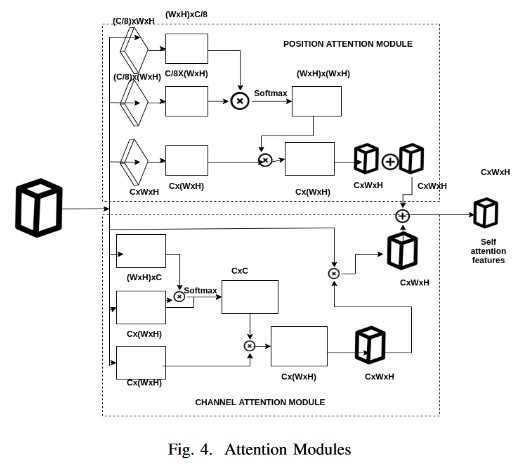 (WxH)xC/8
(C/8)xWxH
POSITION ATTENTION MODULE
(C/8)x(WxH)
C/8X(WxH)
(WxH)x(WxH)
Softmax
CxWxH
Cx(WxH)
Cx(WxH)
CxWxH
CxWxH
CxWxH
Self
attention
features
(WxH)xC
CxC
Softmax
CxWxH
Cx(WxH)
Cx(WxH)
Cx(WxH)
CxWxH
CHANNEL ATTENTION MODULE
Fig. 4. Attention Modules